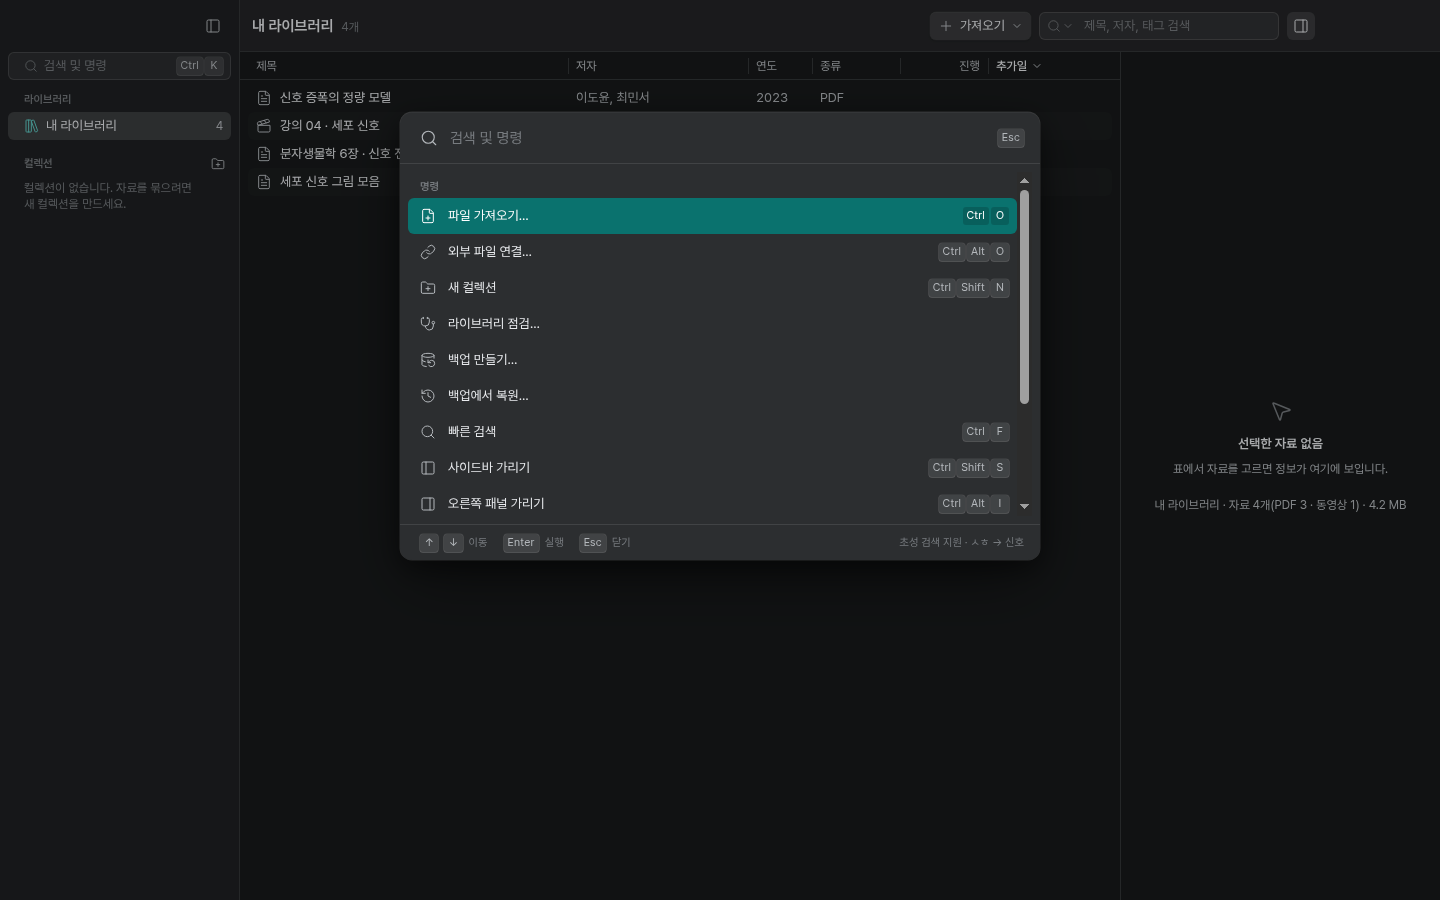 내 라이브러리 4개
가져오기
제목, 저자, 태그 검색
검색 및 명령 Ctrl K
라이브러리
내 라이브러리 4
컬렉션
컬렉션이 없습니다. 자료를 묶으려면
새 컬렉션을 만드세요.
제목 저자 연도 종류 진행 추가일
신호 증폭의 정량 모델 이도윤, 최민서 2023 PDF
강의 04 · 세포 신호
분자생물학 6장 · 신호
세포 신호 그림 모음
검색 및 명령 Esc
명령
파일 가져오기... Ctrl O
외부 파일 연결... Ctrl Alt O
새 컬렉션 Ctrl Shift N
라이브러리 점검...
백업 만들기...
백업에서 복원...
빠른 검색 Ctrl F
사이드바 가리기 Ctrl Shift S
오른쪽 패널 가리기 Ctrl Alt I
↑ ↓ 이동 Enter 실행 Esc 닫기
초성 검색 지원 · ㅅㅎ → 신호
선택한 자료 없음
표에서 자료를 고르면 정보가 여기에 보입니다.
내 라이브러리 · 자료 4개(PDF 3 · 동영상 1) · 4.2 MB